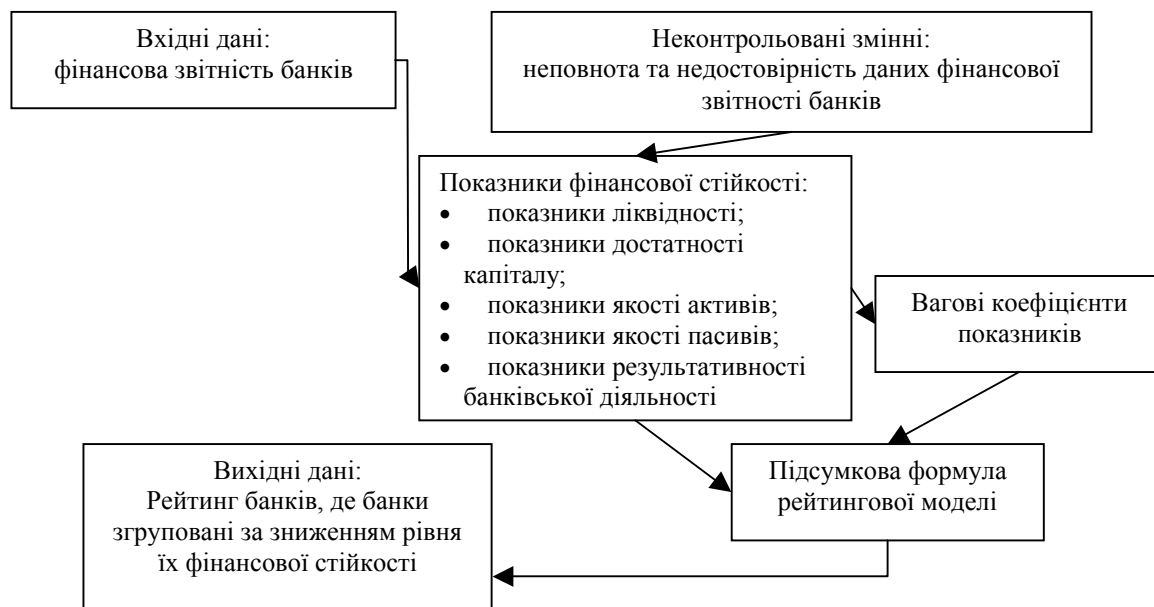 Вхідні дані:
фінансова звітність банків
Неконтрольовані змінні:
неповнота та недостовірність даних фінансової
звітності банків
Показники фінансової стійкості:
• показники ліквідності;
• показники достатності
капіталу;
• показники якості активів;
• показники якості пасивів;
• показники результативності
банківської діяльності
Вагові коефіцієнти
показників
Підсумкова формула
рейтингової моделі
Вихідні дані:
Рейтинг банків, де банки
згруповані за зниженням рівня
їх фінансової стійкості